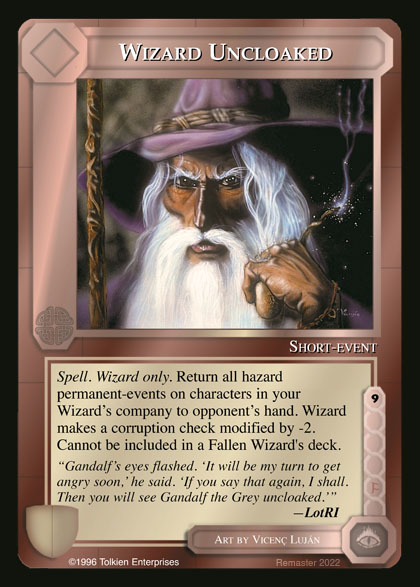 Wizard Uncloaked
Short-event
Spell. Wizard only. Return all hazard
permanent-events on characters in your
Wizard's company to opponent's hand. Wizard
makes a corruption check modified by -2.
Cannot be included in a Fallen Wizard's deck.
“Gandalf's eyes flashed. ‘It will be my turn to get
angry soon,’ he said. ‘If you say that again, I shall.
Then you will see Gandalf the Grey uncloaked.’”
—LotRI
9
Art by Vicenç Luján
©1996 Tolkien Enterprises
Remaster 2022